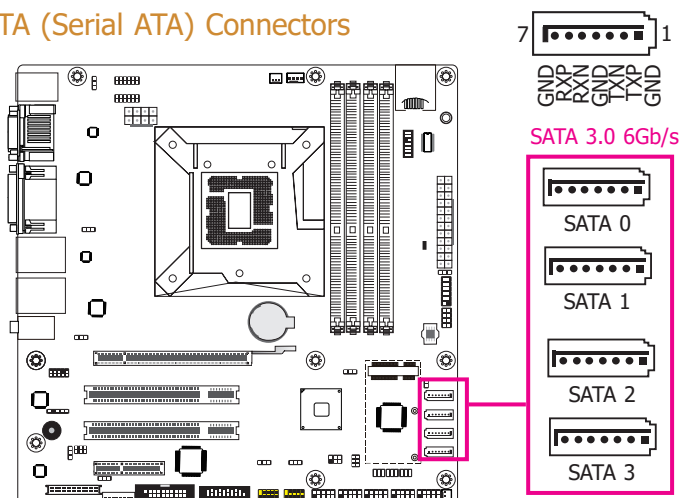 TA (Serial ATA) Connectors
7 1
GND
RXP
RXN
GND
TXN
TXP
GND
SATA 3.0 6Gb/s
SATA 0
SATA 1
SATA 2
SATA 3